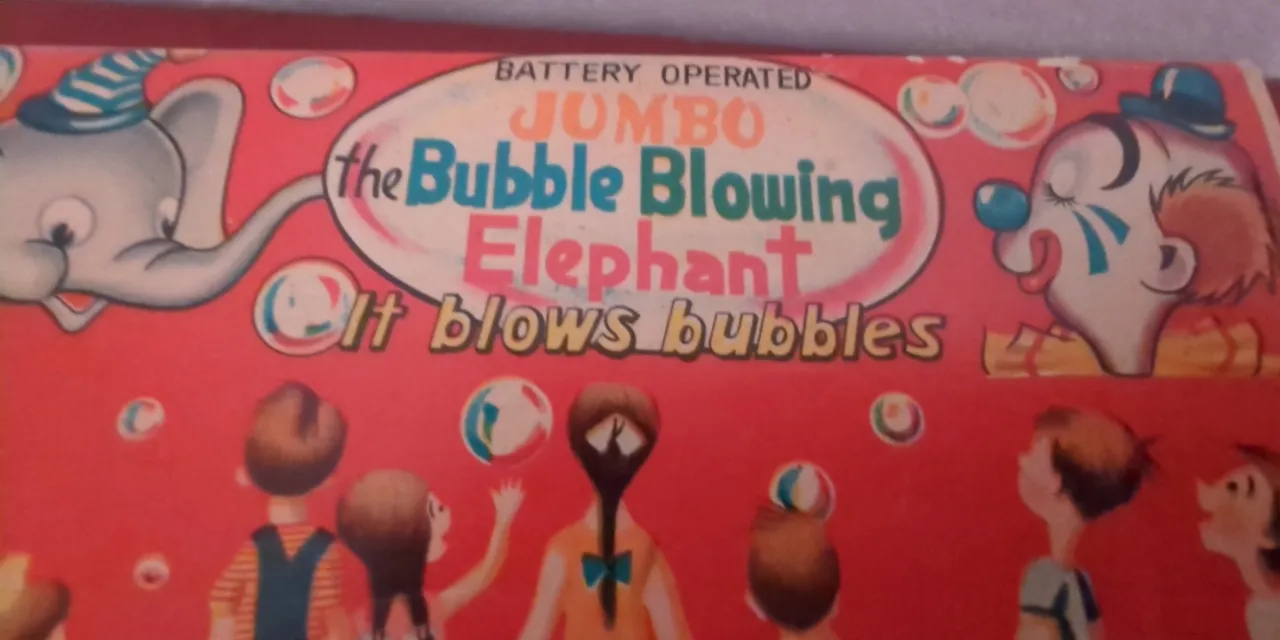 BATTERY OPERATED
JUMBO
the Bubble Blowing
Elephant
It blows bubbles